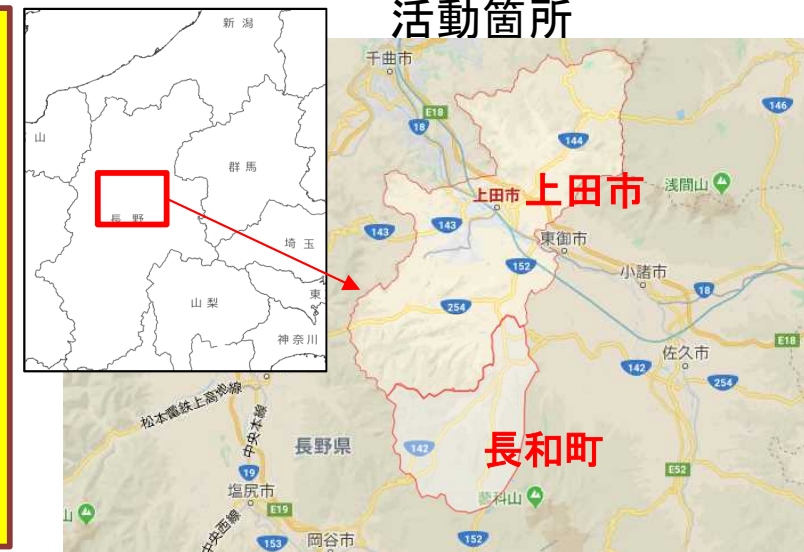 活動箇所
新潟
山
群馬
長野
埼玉
山梨
東
神奈川
千曲市
E18
18
144
146
上田市
上田市
浅間山
143
143
東御市
152
小諸市
18
254
E18
佐久市
142
254
松本電鉄上高地線
中央本線
長野県
142
長和町
19
塩尻市
E19
E52
蓼科山
山
中央西線
153
岡谷市
152